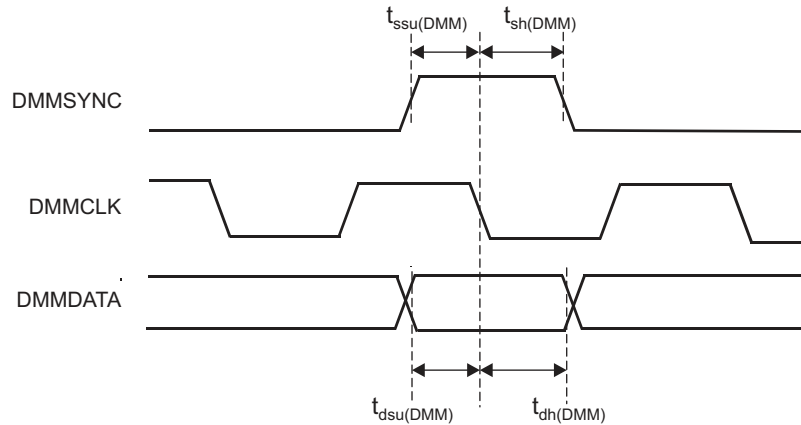 tssu(DMM) tsh(DMM)
DMMSYNC
DMMCLK
DMMDATA
tdsu(DMM) tdh(DMM)